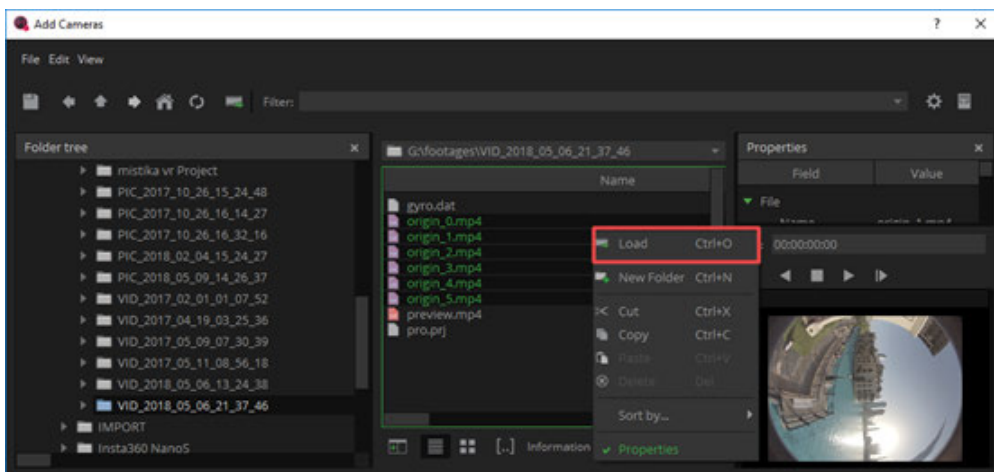 Add Cameras
File Edit View
Filter:
Folder tree
mistika vr Project
PIC_2017_10_26_15_24_48
PIC_2017_10_26_16_14_27
PIC_2017_10_26_16_32_16
PIC_2018_02_04_15_24_27
PIC_2018_05_09_14_26_37
VID_2017_02_01_01_07_52
VID_2017_04_19_03_25_36
VID_2017_05_09_07_30_39
VID_2017_05_11_08_56_18
VID_2018_05_06_13_24_38
VID_2018_05_06_21_37_46
IMPORT
Insta360 NanoS
G:\footages\VID_2018_05_06_21_37_46
Name
gyro.dat
origin_0.mp4
origin_1.mp4
origin_2.mp4
origin_3.mp4
origin_4.mp4
origin_5.mp4
preview.mp4
pro.prj
[..] Information
Load Ctrl+O
New Folder Ctrl+N
Cut Ctrl+X
Copy Ctrl+C
Paste Ctrl+V
Delete Del
Sort by...
Properties
Properties
Field Value
File
00:00:00:00